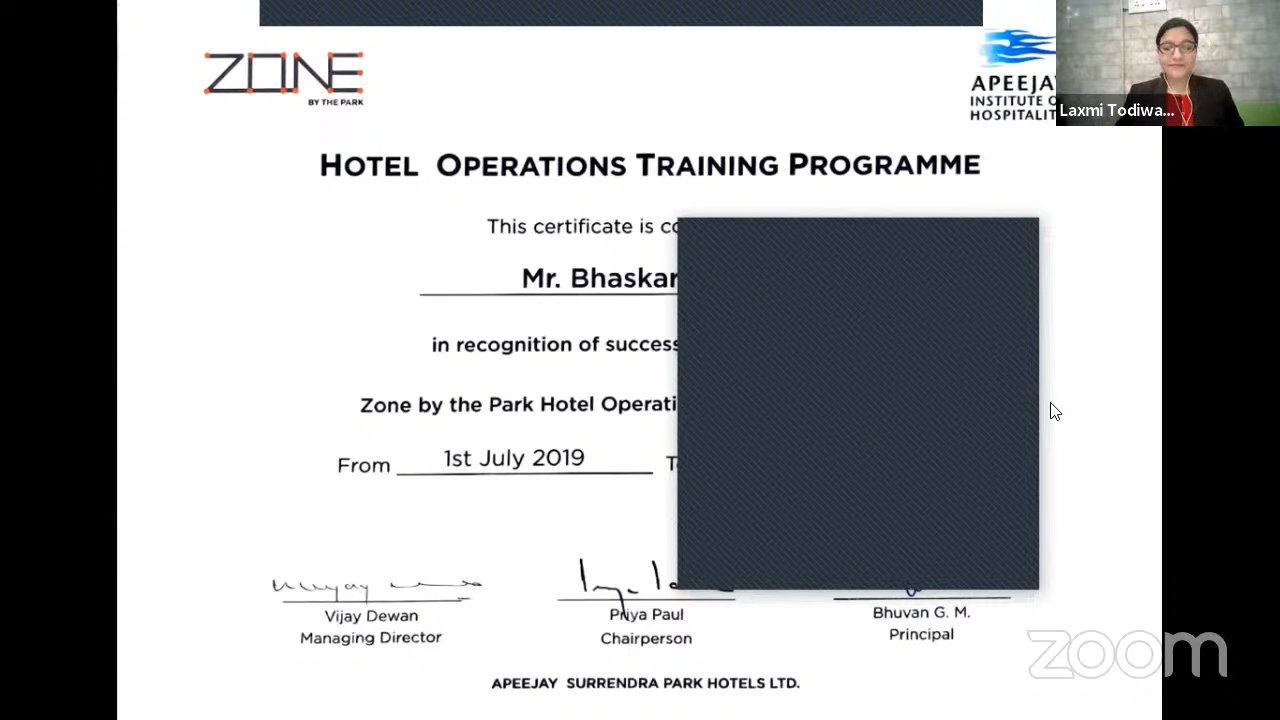 ZONE
BY THE PARK
APEEJAY
INSTITUTE O
HOSPITALIT
Laxmi Todiwa...
HOTEL OPERATIONS TRAINING PROGRAMME
This certificate is co
Mr. Bhaskar
in recognition of success
Zone by the Park Hotel Operati
From 1st July 2019 T
Vijay Dewan
Managing Director
Priya Paul
Chairperson
Bhuvan G. M.
Principal
zoom
APEEJAY SURRENDRA PARK HOTELS LTD.